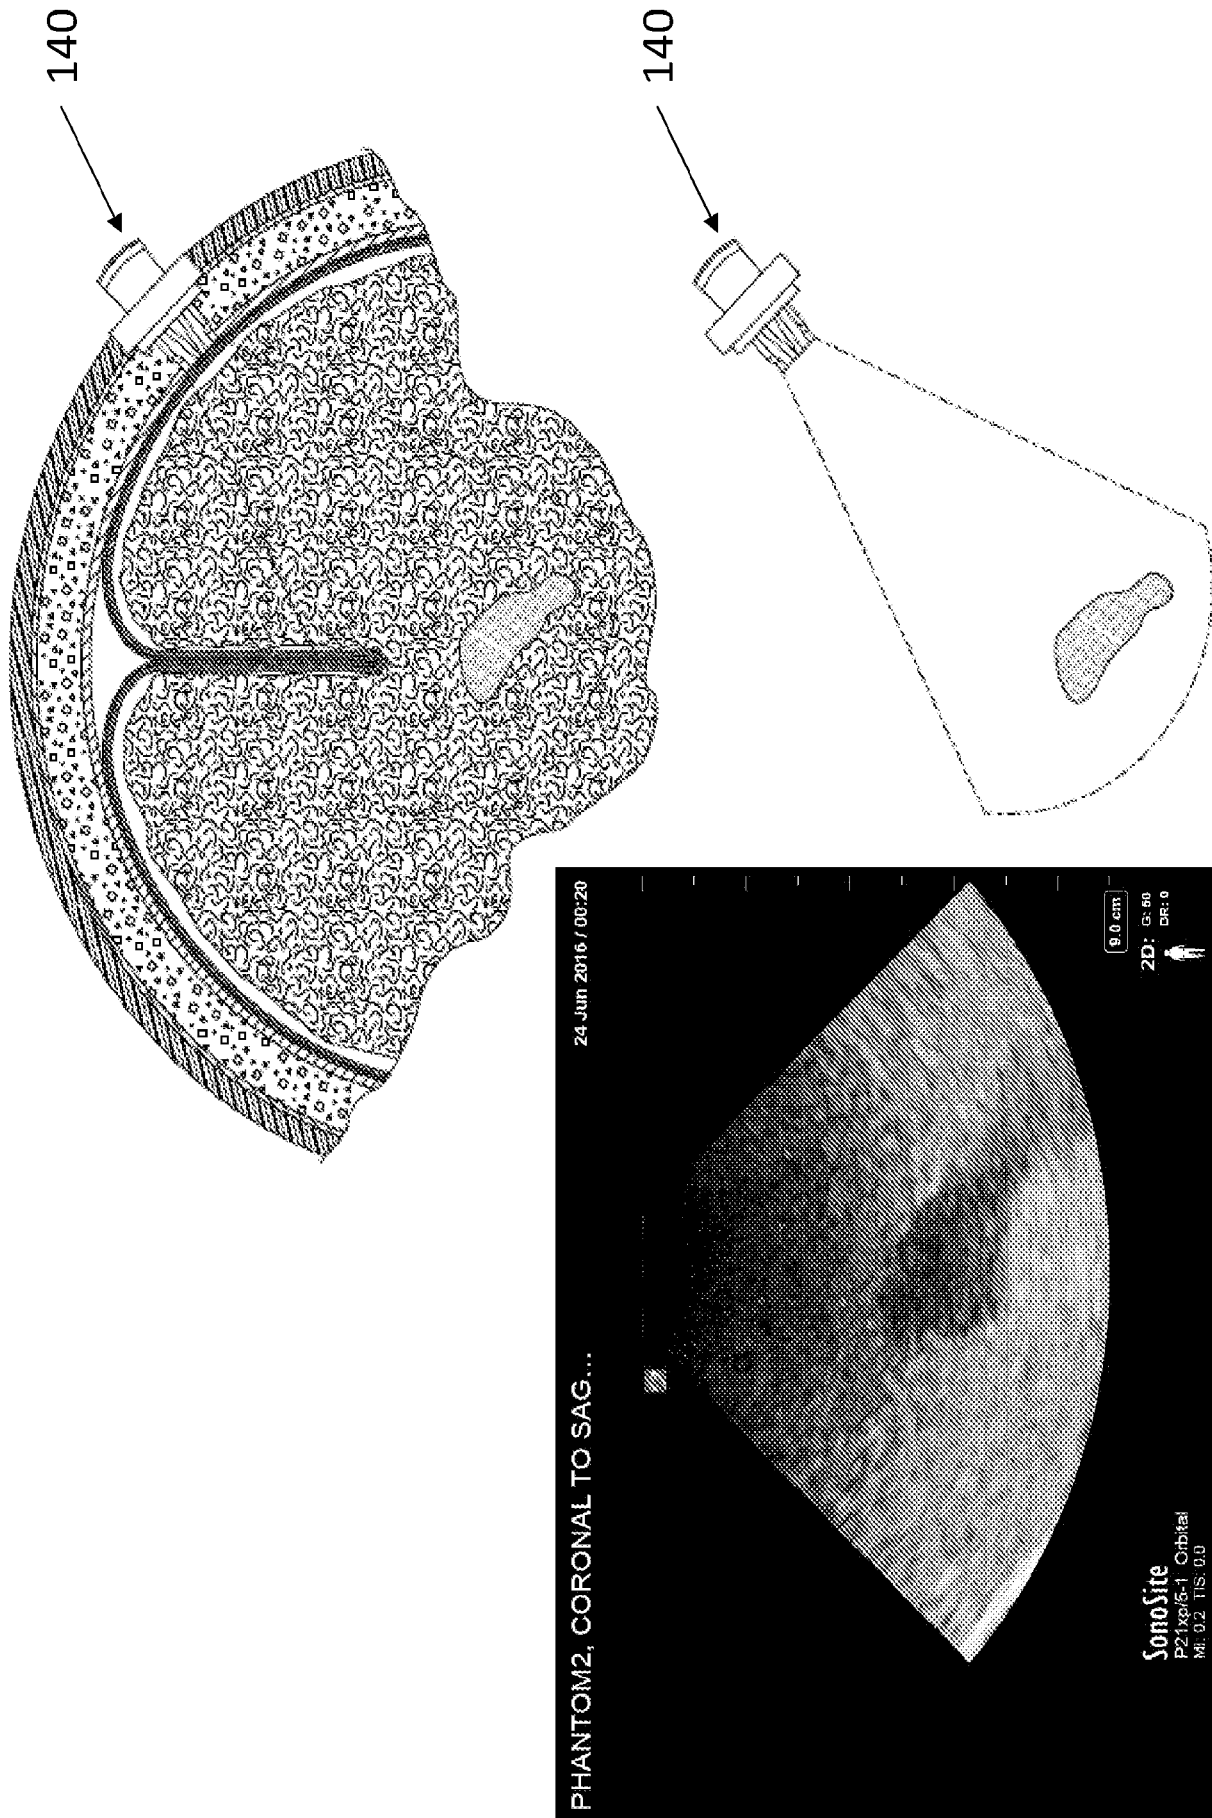 140
140
PHANTOM2, CORONAL TO SAG...
24 Jun 2016 / 00:20
9.0 cm
2D:
G: 50
DR: 0
SonoSite
P21xp/5-1 Orbital
MI: 0.2 TIS: 0.0